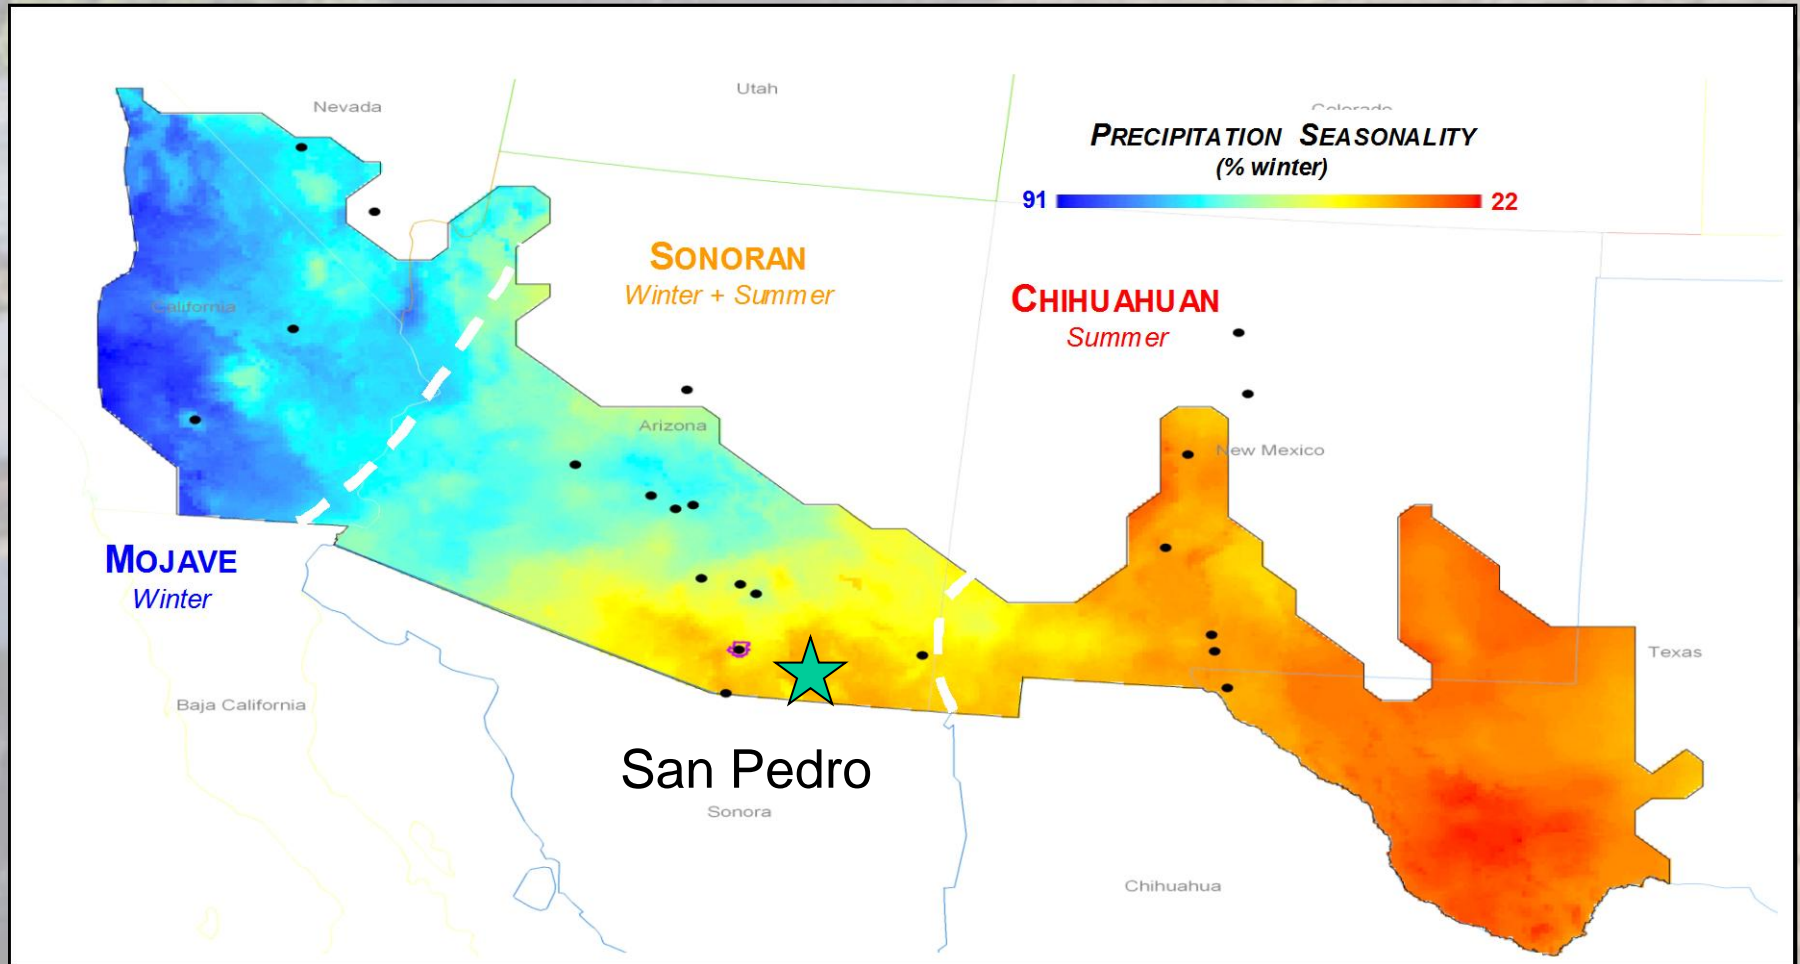 Utah
Nevada
Colorado
PRECIPITATION SEASONALITY
(% winter)
91
22
SONORAN
Winter + Summer
CHIHUAHUAN
Summer
California
Arizona
New Mexico
MOJAVE
Winter
Texas
Baja California
San Pedro
Sonora
Chihuahua